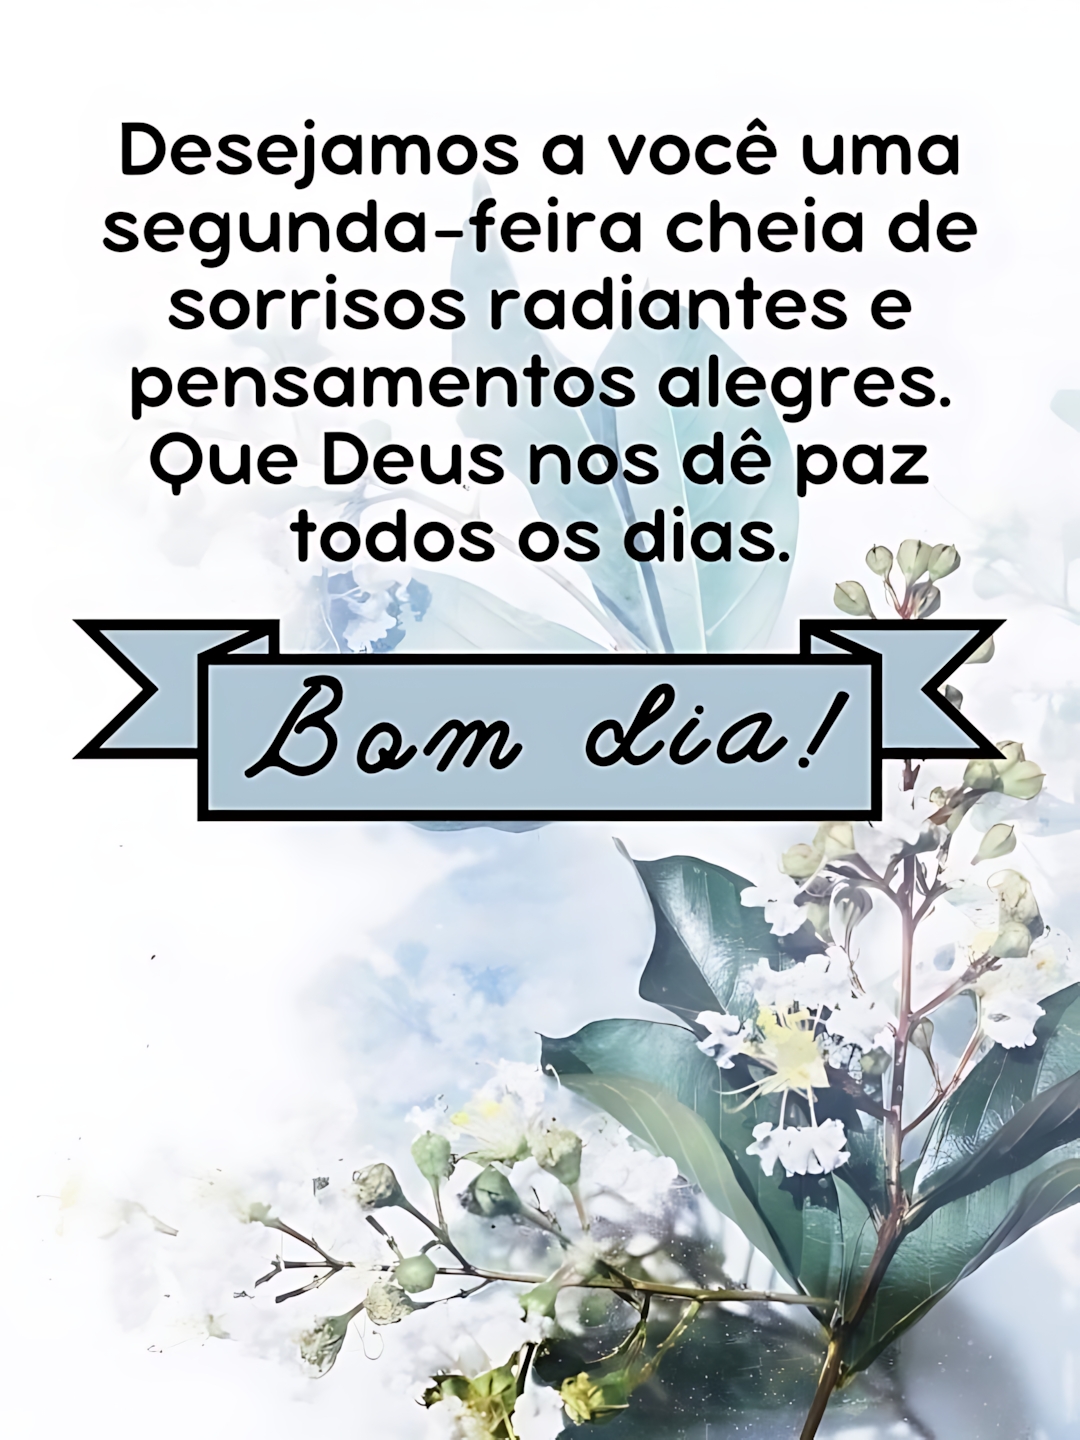 Desejamos a você uma
segunda-feira cheia de
sorrisos radiantes e
pensamentos alegres.
Que Deus nos dê paz
todos os dias.
Bom dia!